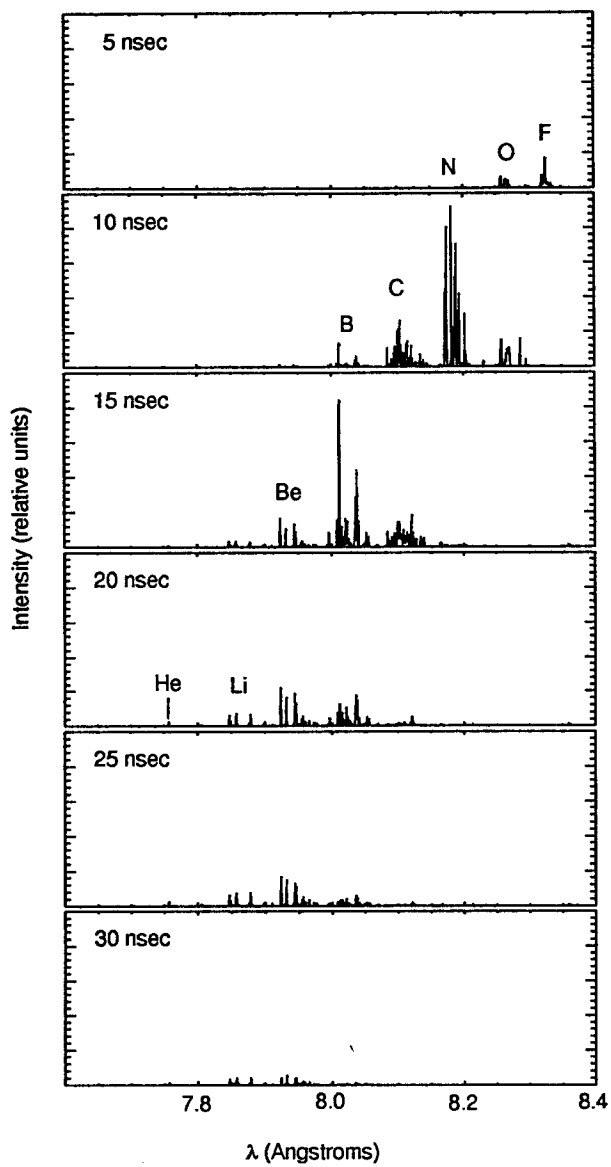 5 nsec
N O F
10 nsec
B C
15 nsec
Be
20 nsec
He Li
25 nsec
30 nsec
7.8 8.0 8.2 8.4
λ (Angstroms)
Intensity (relative units)